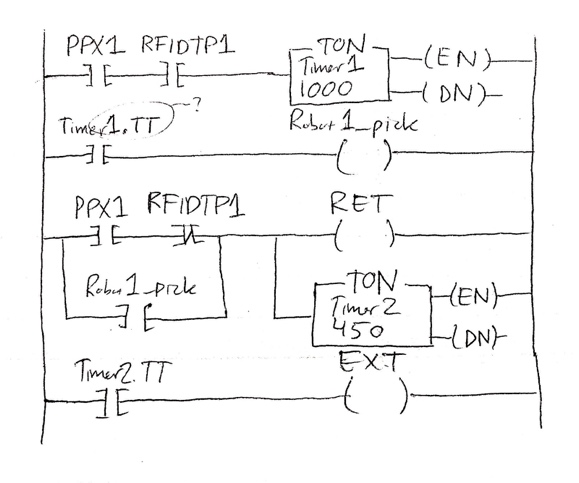 PPX1 RFIDTP1 TON (EN)
Timer1
1000 (DN)
?
Timer1.TT Robot1_pick
PPX1 RFIDTP1 RET
Robot1_pick TON (EN)
Timer2
450 (DN)
Timer2.TT EXT